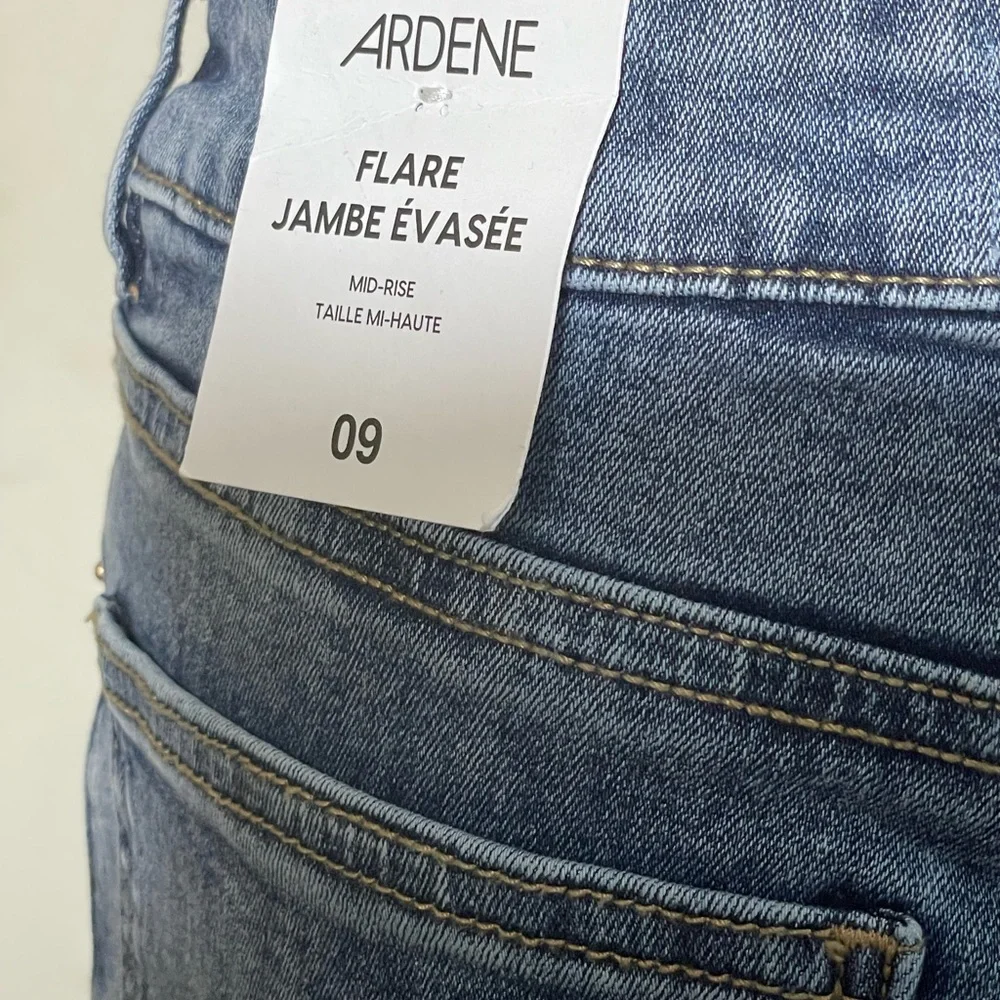 ARDENE
FLARE
JAMBE ÉVASÉE
MID-RISE
TAILLE MI-HAUTE
09